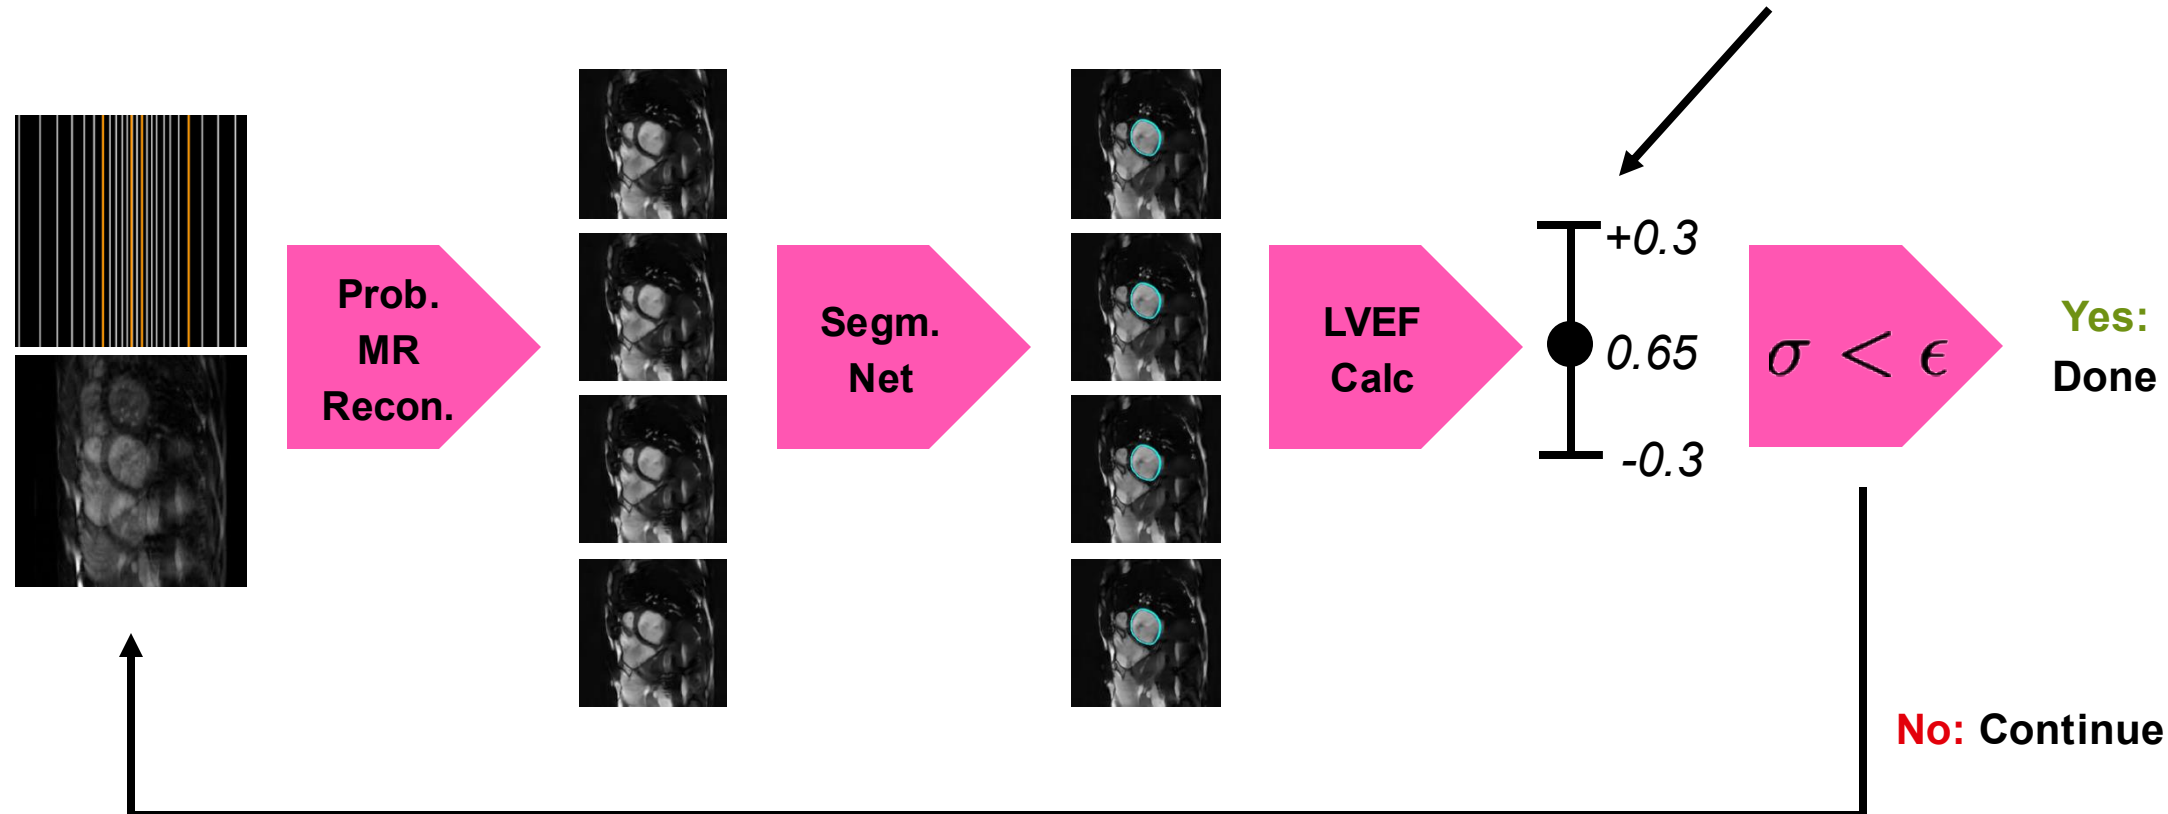 Prob.
MR
Recon.
Segm.
Net
LVEF
Calc
+0.3
0.65
-0.3
σ < ϵ
Yes:
Done
No: Continue